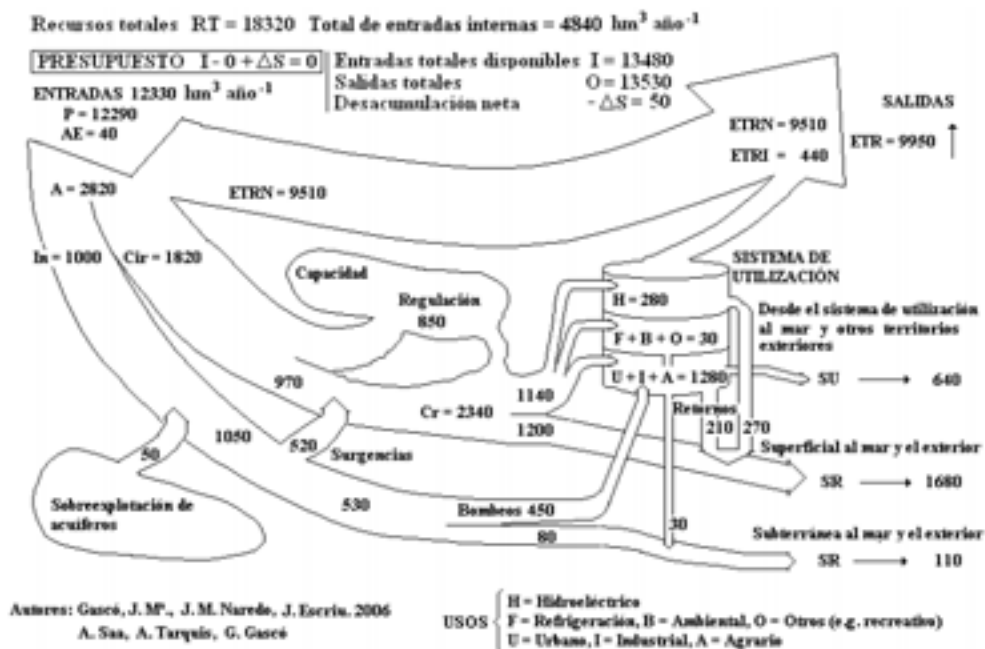 Recursos totales RT = 18320 Total de entradas internas = 4840 hm³ año⁻¹
PRESUPUESTO I - 0 + △S = 0
Entradas totales disponibles I = 13480
Salidas totales O = 13530
Desacumulación neta - △S = 50
ENTRADAS 12330 hm³ año⁻¹
P = 12290
AE = 40
SALIDAS
ETRN = 9510
ETRI = 440
ETR = 9950
A = 2820
ETRN = 9510
In = 1000
Cir = 1820
Capacidad
Regulación
850
SISTEMA DE
UTILIZACIÓN
H = 280
F + B + O = 30
U + I + A = 1280
Desde el sistema de utilización
al mar y otros territorios
exteriores
SU → 640
970
1140
Cr = 2340
1200
Retornos
210
270
50
1050
520
Surgencias
Superficial al mar y el exterior
SR → 1680
Sobreexplotación de
acuíferos
530
Bombeos 450
80
30
Subterránea al mar y el exterior
SR → 110
Autores: Gascó, J. Mª., J. M. Naredo, J. Escriu. 2006
A. Saa, A. Tarquis, G. Gascó
USOS
H = Hidroeléctrico
F = Refrigeración, B = Ambiental, O = Otros (e.g. recreativo)
U = Urbano, I = Industrial, A = Agrario